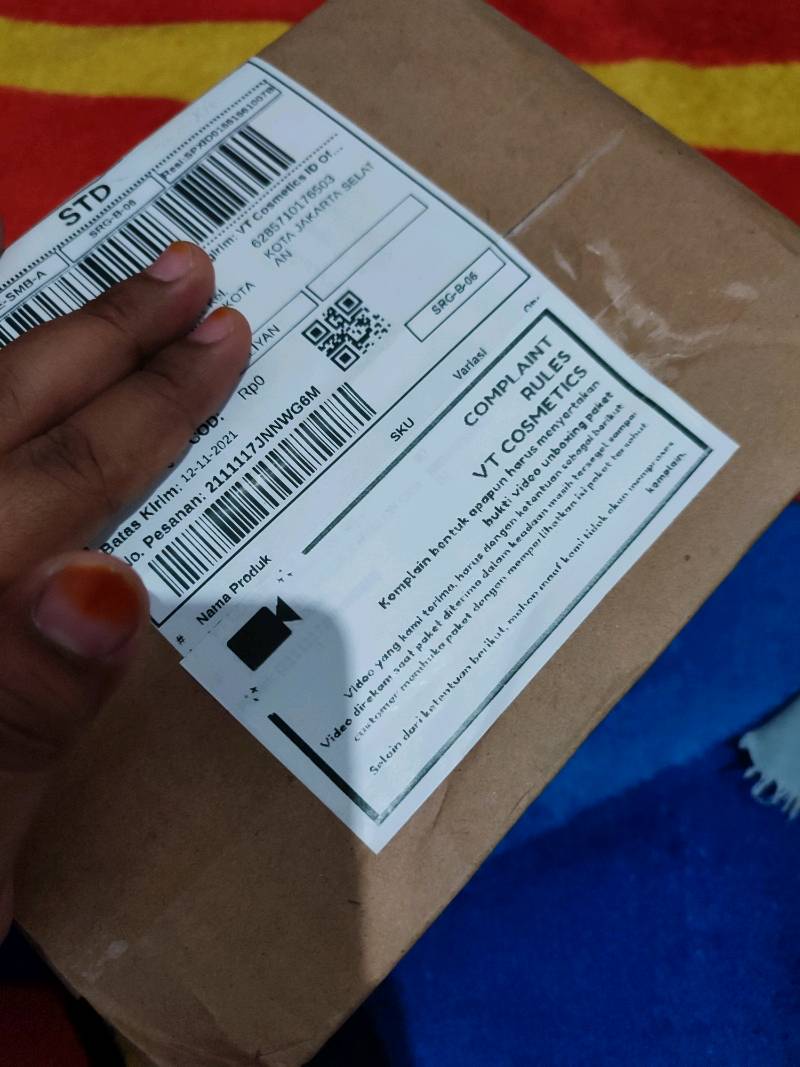 STD
SRG-B-06
-SMB-A
VT Cosmetics ID Of...
6285710176503
KOTA JAKARTA SELAT
AN
KOTA
SRG-B-06
Rp0
Batas Kirim: 12-11-2021
No. Pesanan: 2111117JNNWG6M
# Nama Produk SKU Variasi
COMPLAINT
RULES
VT COSMETICS
Komplain bentuk apapun harus menyertakan
bukti video unboxing paket
Video yang kami terima, harus dengan ketentuan sebagai berikut
Video direkam saat paket diterima dalam keadaan masih tersegel sampai
customer membuka paket dengan memperlihatkan isi paket tersebut
Selain dari ketentuan berikut, mohon maaf kami tidak akan memproses
komplain.